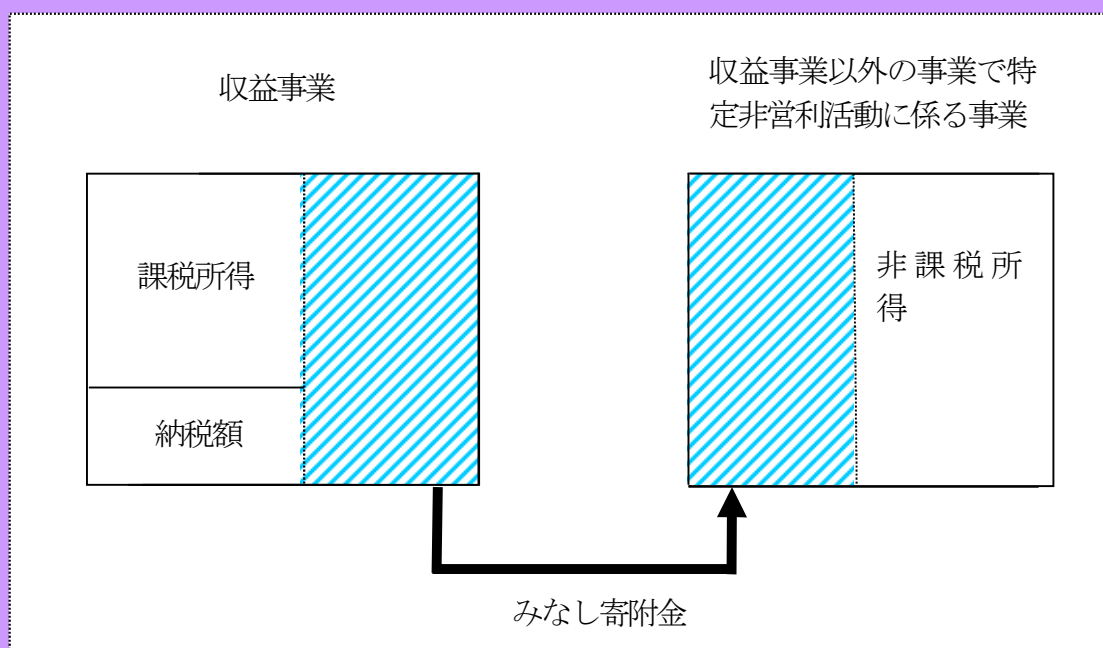 収益事業
収益事業以外の事業で特
定非営利活動に係る事業
課税所得
非課税所
得
納税額
みなし寄附金